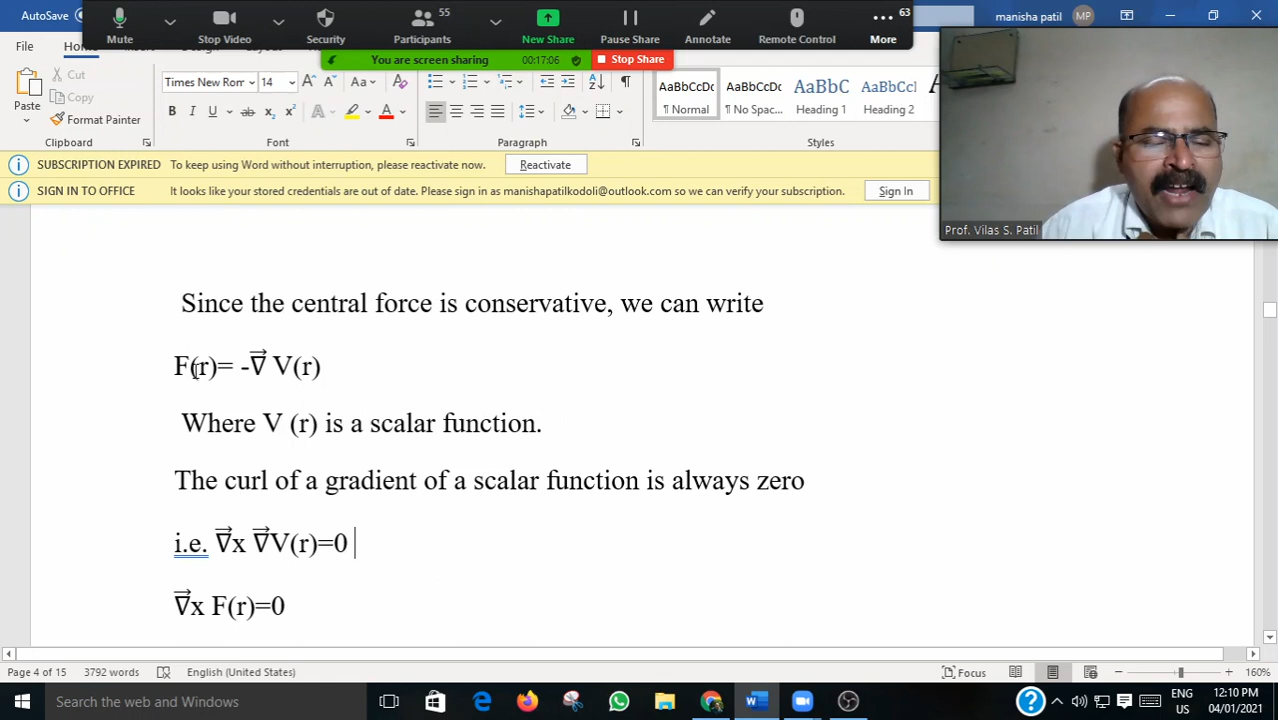 AutoSave
manisha patil
MP
Mute
Stop Video
Security
55
Participants
New Share
Pause Share
Annotate
Remote Control
63
More
You are screen sharing
00:17:06
Stop Share
File
Home
Paste
Cut
Copy
Format Painter
Clipboard
Times New Rom
14
Font
Paragraph
AaBbCcDc
¶ Normal
AaBbCcDc
¶ No Spac...
AaBbC
Heading 1
AaBbCcl
Heading 2
Styles
SUBSCRIPTION EXPIRED To keep using Word without interruption, please reactivate now. Reactivate
SIGN IN TO OFFICE It looks like your stored credentials are out of date. Please sign in as manishapatilkodoli@outlook.com so we can verify your subscription. Sign In
Prof. Vilas S. Patil
Since the central force is conservative, we can write
F(r)= -∇⃗ V(r)
Where V (r) is a scalar function.
The curl of a gradient of a scalar function is always zero
i.e. ∇⃗x ∇⃗V(r)=0
∇⃗x F(r)=0
Page 4 of 15 3792 words English (United States) Focus 160%
Search the web and Windows
ENG
US
12:10 PM
04/01/2021